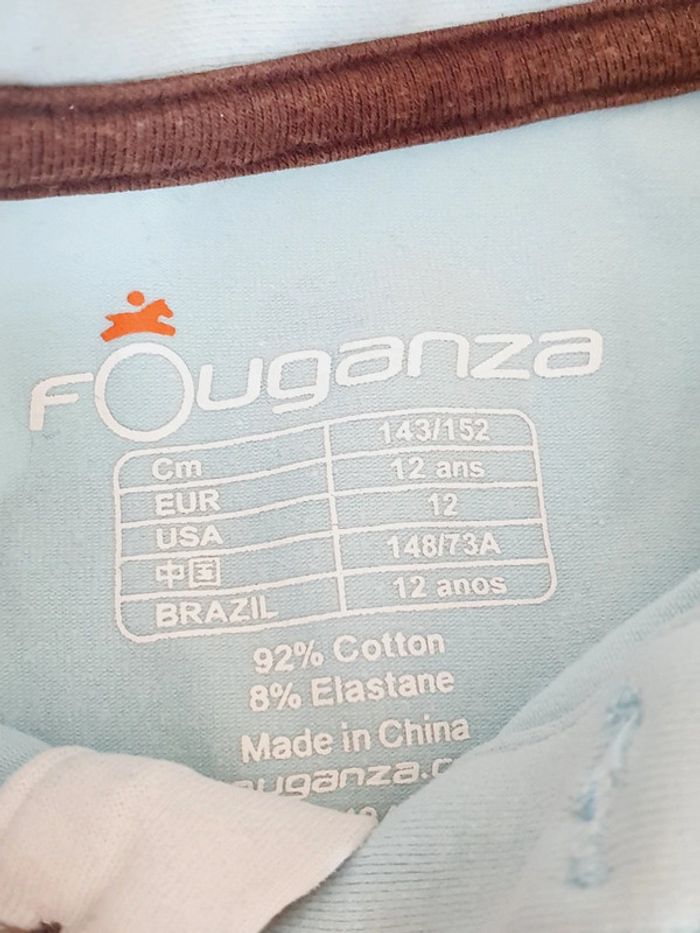 fOuganza
Cm 143/152
EUR 12 ans
USA 12
中国 148/73A
BRAZIL 12 anos
92% Cotton
8% Elastane
Made in China